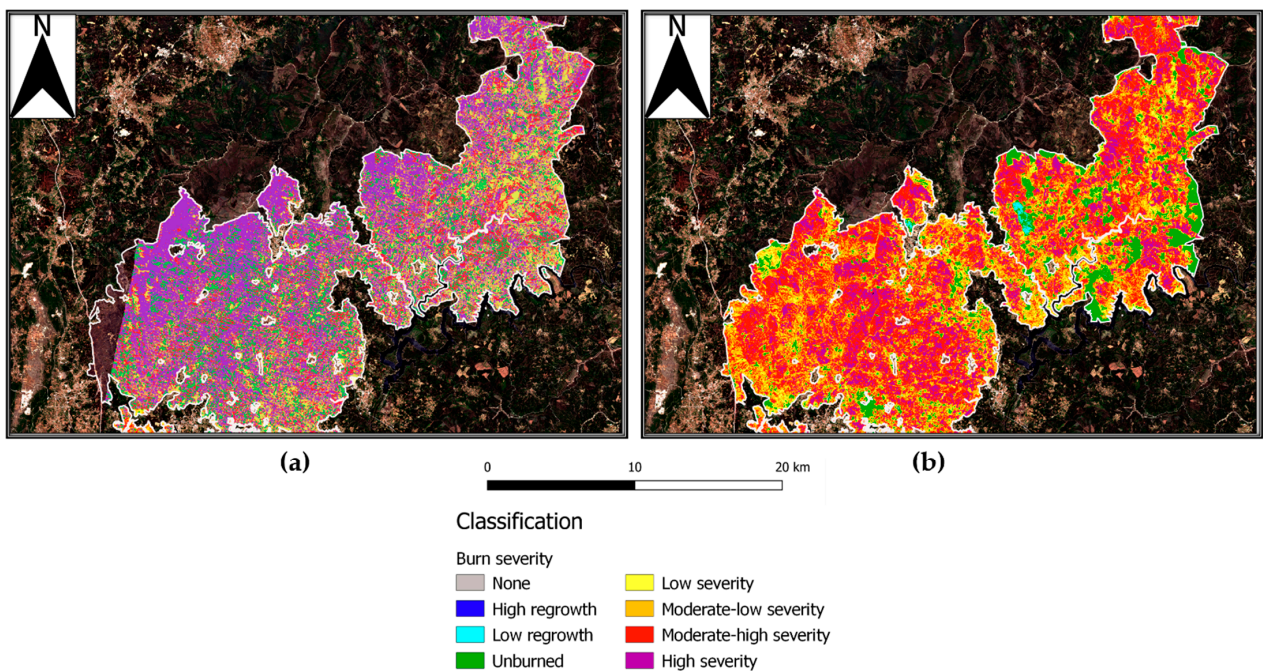 N
N
(a)
(b)
0 10 20 km
Classification
Burn severity
None
Low severity
High regrowth
Moderate-low severity
Low regrowth
Moderate-high severity
Unburned
High severity